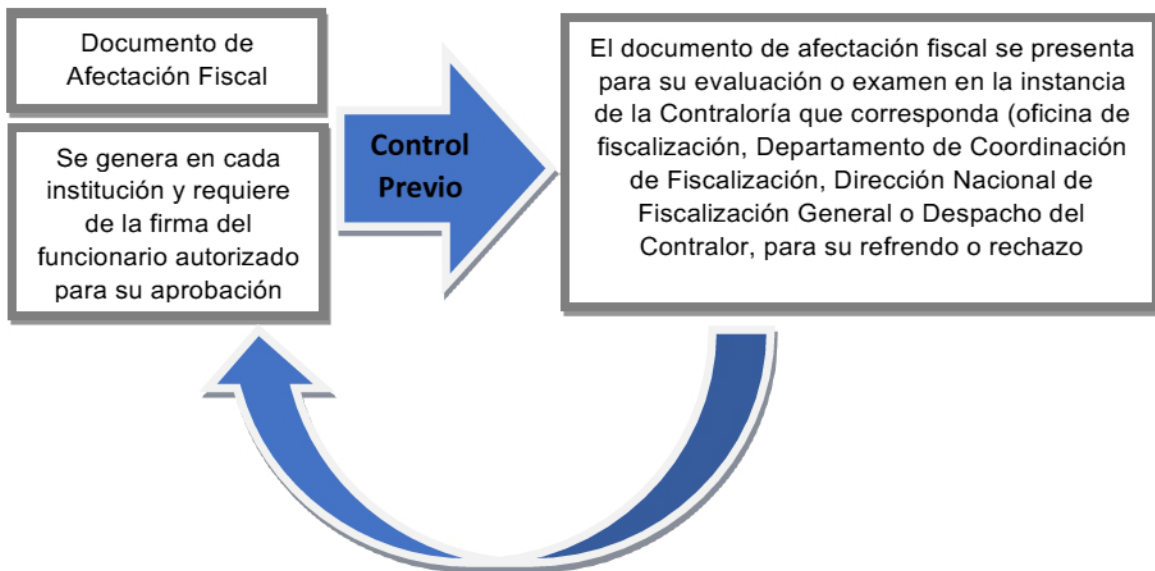 Documento de
Afectación Fiscal
Se genera en cada
institución y requiere
de la firma del
funcionario autorizado
para su aprobación
Control
Previo
El documento de afectación fiscal se presenta
para su evaluación o examen en la instancia
de la Contraloría que corresponda (oficina de
fiscalización, Departamento de Coordinación
de Fiscalización, Dirección Nacional de
Fiscalización General o Despacho del
Contralor, para su refrendo o rechazo